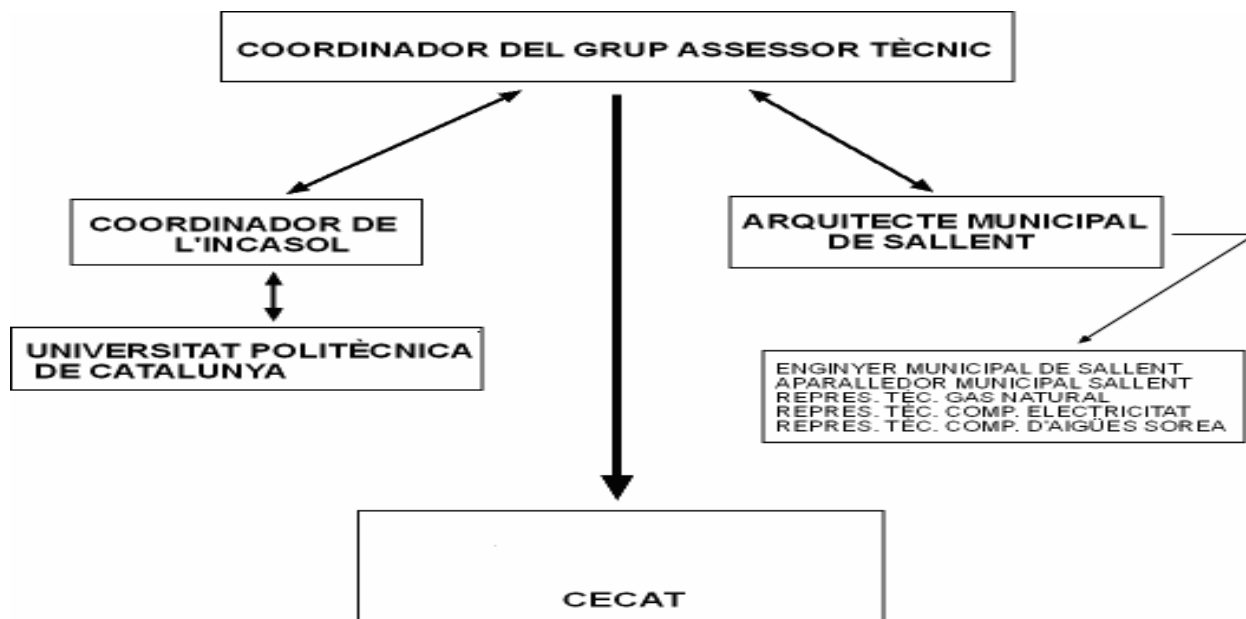 COORDINADOR DEL GRUP ASSESSOR TÈCNIC
COORDINADOR DE
L'INCASOL
ARQUITECTE MUNICIPAL
DE SALLENT
UNIVERSITAT POLITÈCNICA
DE CATALUNYA
ENGINYER MUNICIPAL DE SALLENT
APARALLEDOR MUNICIPAL SALLENT
REPRES. TÈC. GAS NATURAL
REPRES. TÈC. COMP. ELECTRICITAT
REPRES. TÈC. COMP. D'AIGÜES SOREA
CECAT